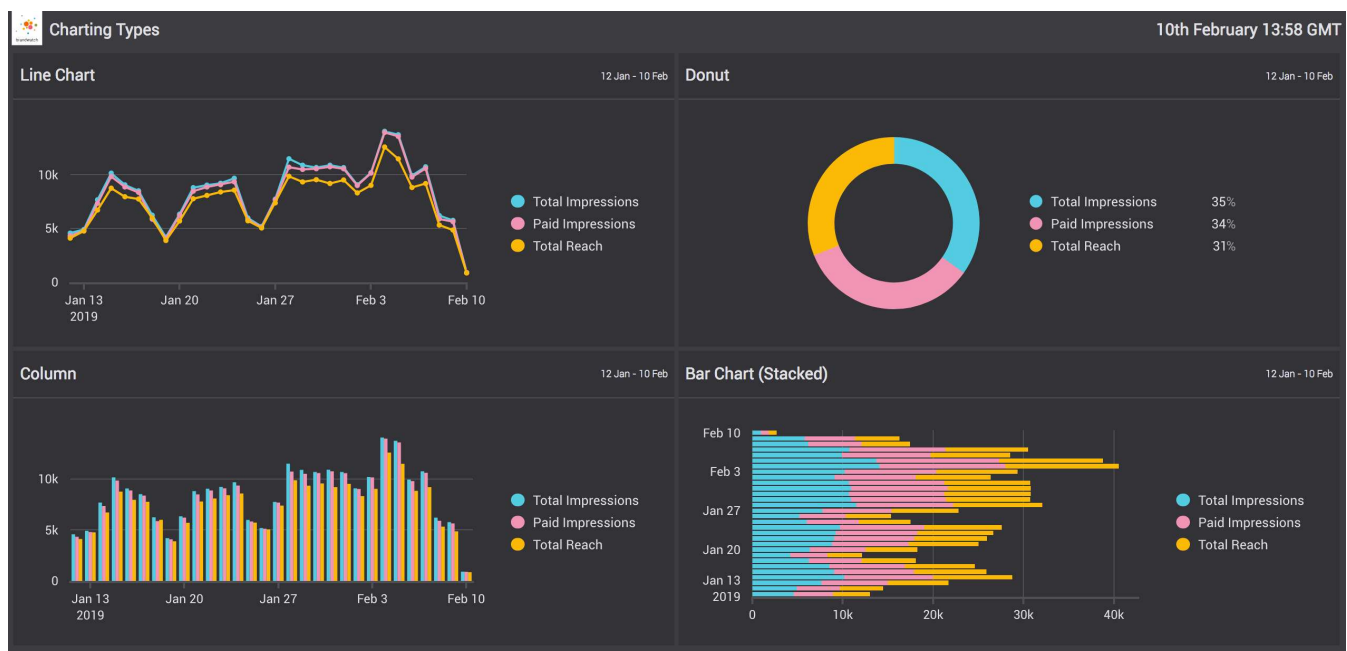 brandwatch
Charting Types
10th February 13:58 GMT
Line Chart
12 Jan - 10 Feb
10k
5k
0
Jan 13
2019
Jan 20
Jan 27
Feb 3
Feb 10
Total Impressions
Paid Impressions
Total Reach
Donut
12 Jan - 10 Feb
Total Impressions 35%
Paid Impressions 34%
Total Reach 31%
Column
12 Jan - 10 Feb
10k
5k
0
Jan 13
2019
Jan 20
Jan 27
Feb 3
Feb 10
Total Impressions
Paid Impressions
Total Reach
Bar Chart (Stacked)
12 Jan - 10 Feb
Feb 10
Feb 3
Jan 27
Jan 20
Jan 13
2019
0
10k
20k
30k
40k
Total Impressions
Paid Impressions
Total Reach